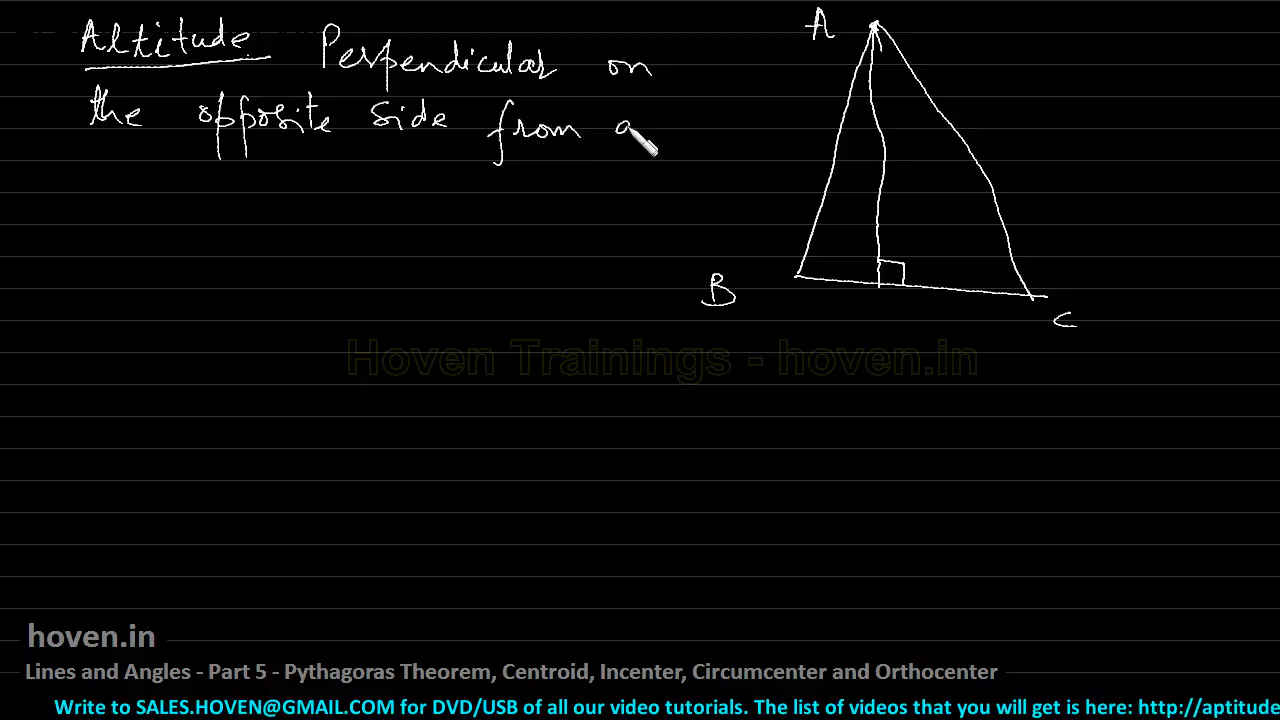 Altitude Perpendicular on
the opposite side from a
A
B
C
Hoven Trainings - hoven.in
hoven.in
Lines and Angles - Part 5 - Pythagoras Theorem, Centroid, Incenter, Circumcenter and Orthocenter
Write to SALES.HOVEN@GMAIL.COM for DVD/USB of all our video tutorials. The list of videos that you will get is here: http://aptitude